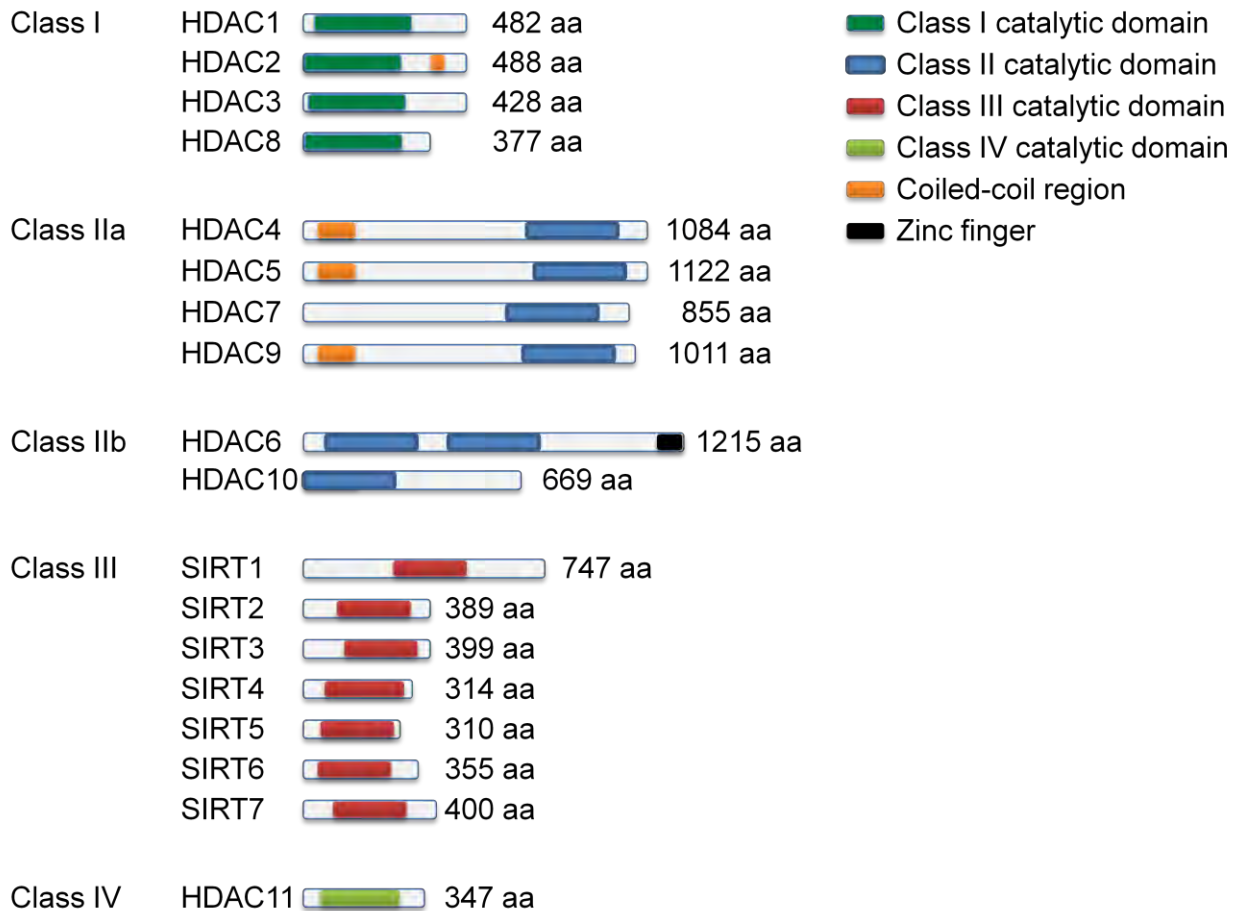 Class I HDAC1 482 aa
HDAC2 488 aa
HDAC3 428 aa
HDAC8 377 aa
Class IIa HDAC4 1084 aa
HDAC5 1122 aa
HDAC7 855 aa
HDAC9 1011 aa
Class IIb HDAC6 1215 aa
HDAC10 669 aa
Class III SIRT1 747 aa
SIRT2 389 aa
SIRT3 399 aa
SIRT4 314 aa
SIRT5 310 aa
SIRT6 355 aa
SIRT7 400 aa
Class IV HDAC11 347 aa
Class I catalytic domain
Class II catalytic domain
Class III catalytic domain
Class IV catalytic domain
Coiled-coil region
Zinc finger